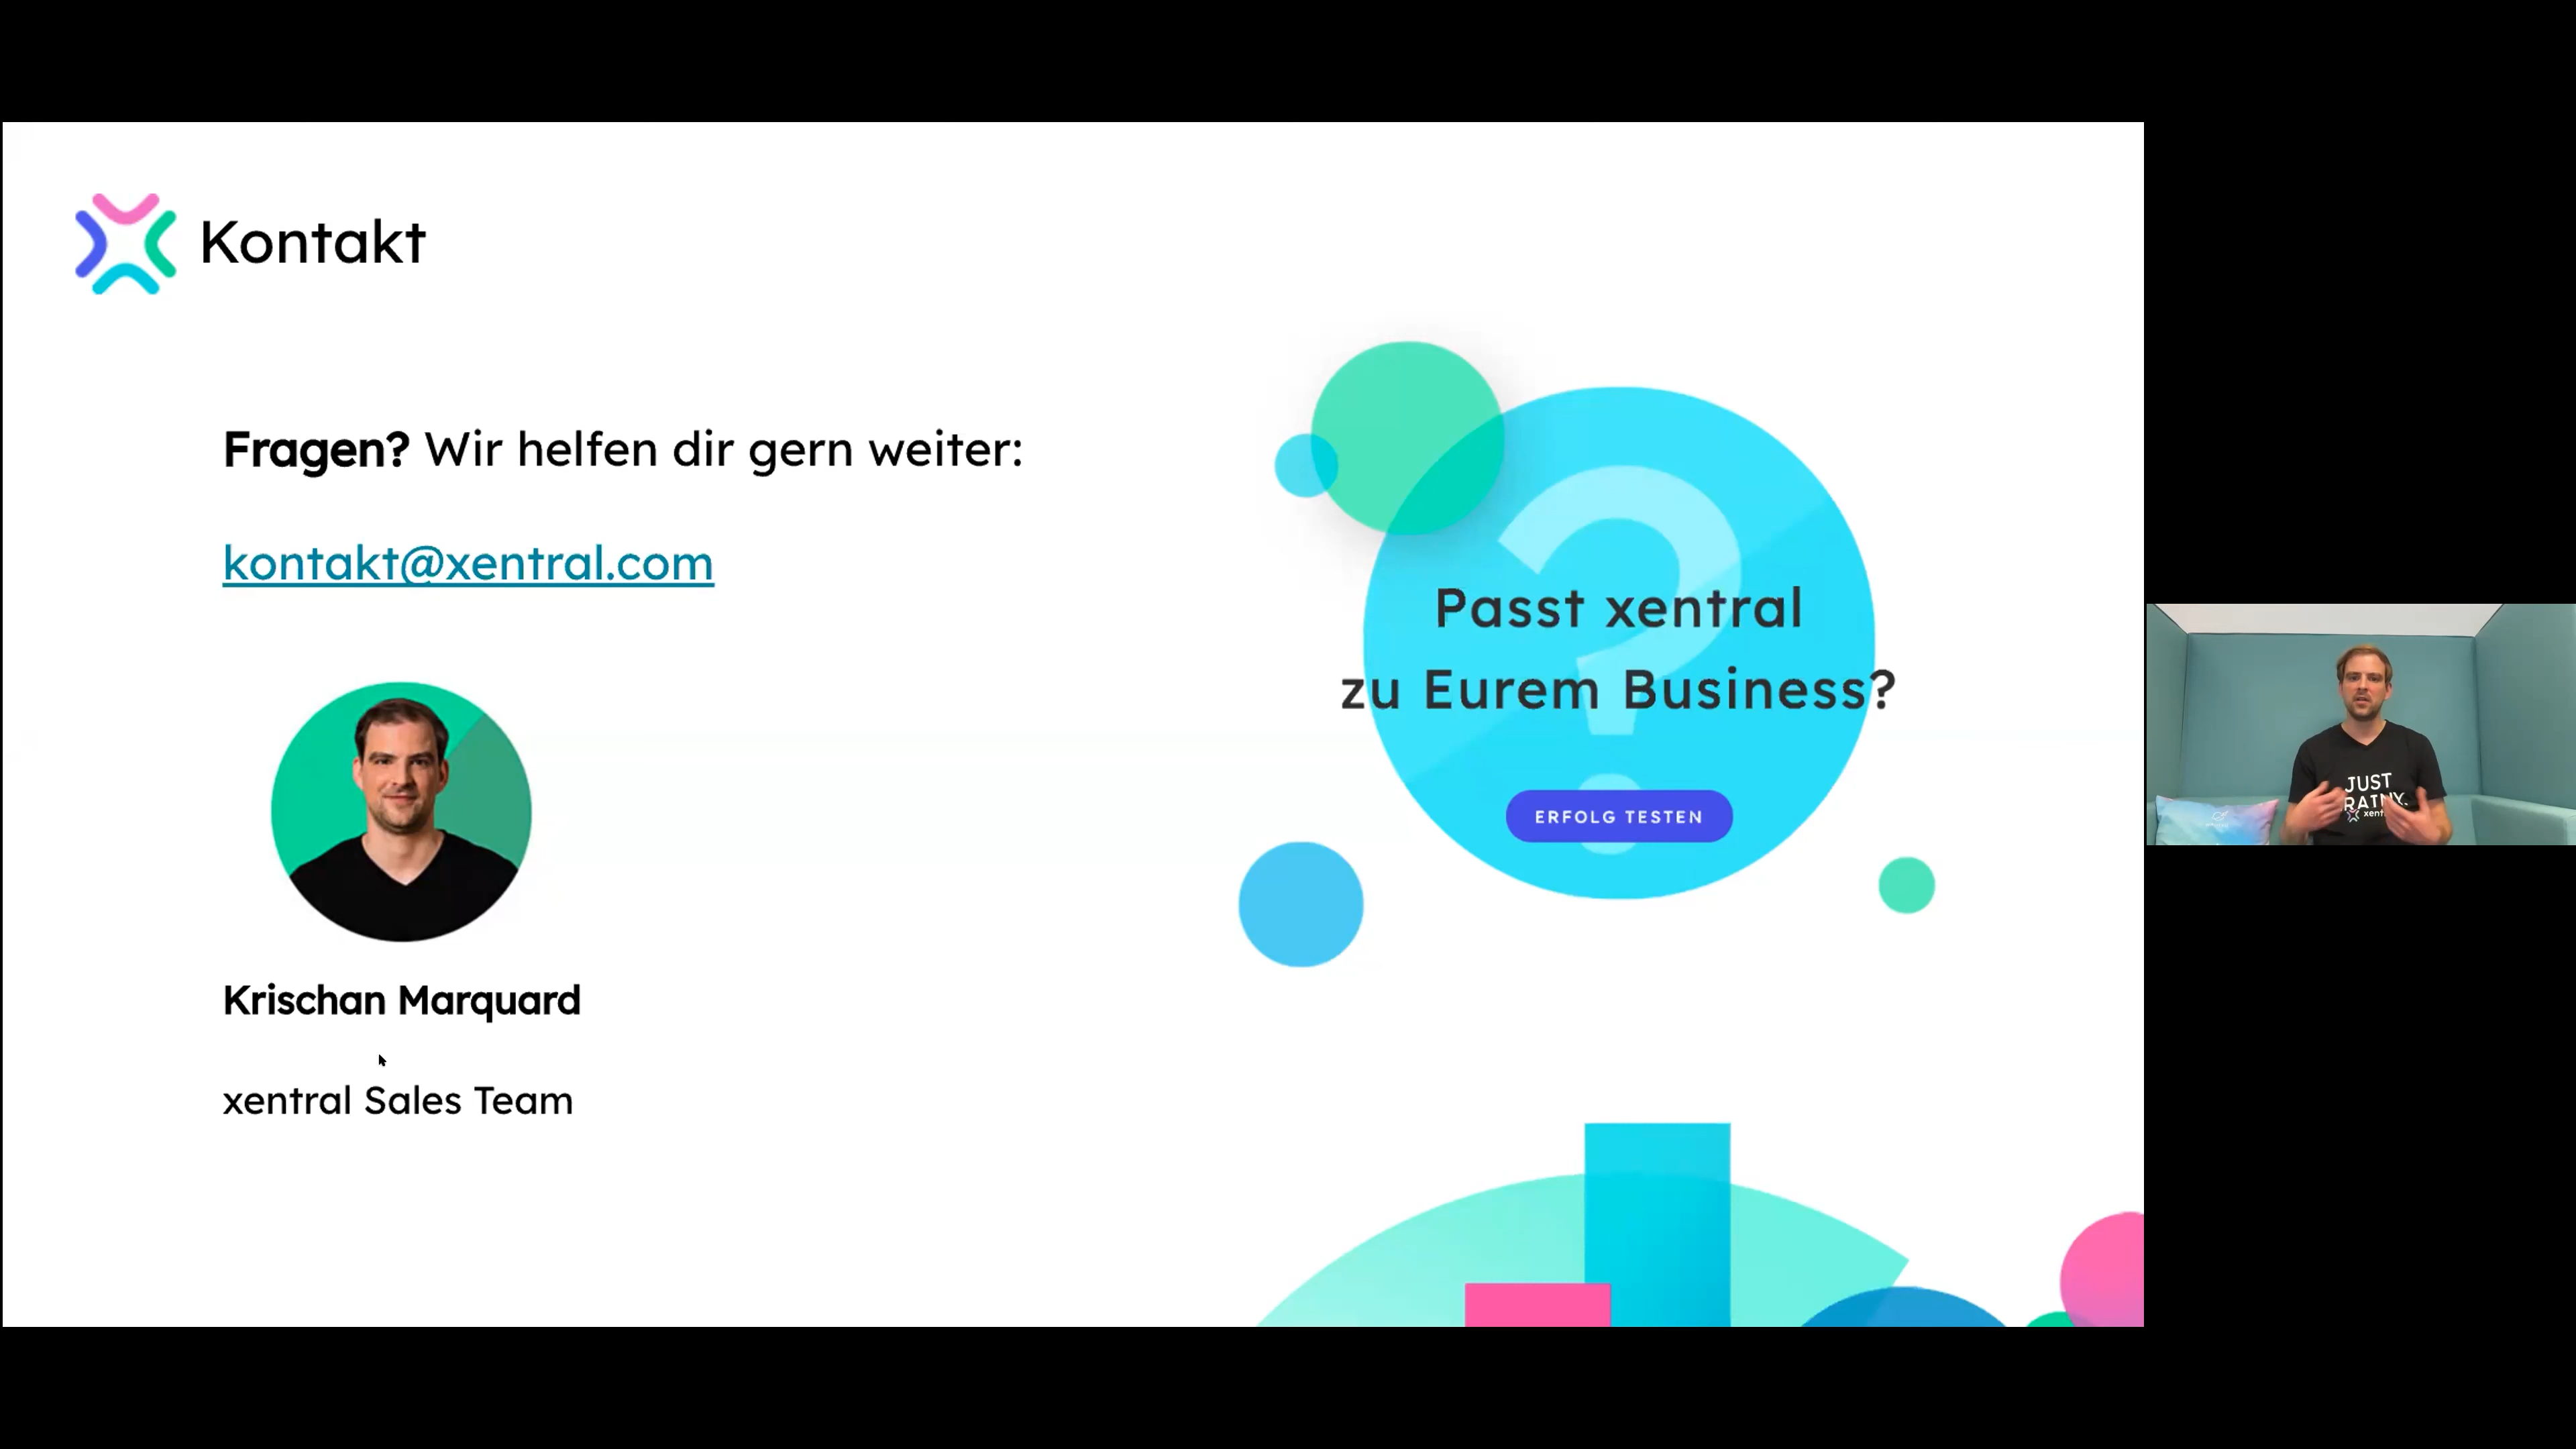 Kontakt
Fragen? Wir helfen dir gern weiter:
kontakt@xentral.com
Krischan Marquard
xentral Sales Team
Passt xentral
zu Eurem Business?
ERFOLG TESTEN
JUST